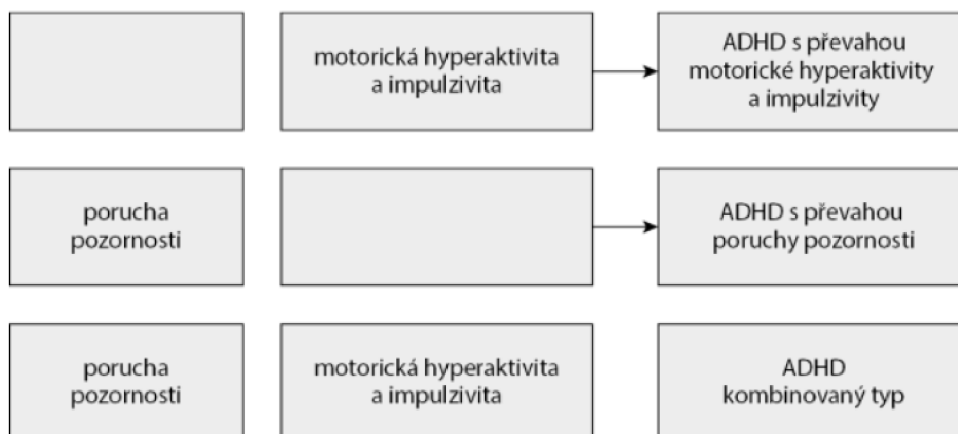 motorická hyperaktivita
a impulzivita
ADHD s převahou
motorické hyperaktivity
a impulzivity
porucha
pozornosti
ADHD s převahou
poruchy pozornosti
porucha
pozornosti
motorická hyperaktivita
a impulzivita
ADHD
kombinovaný typ